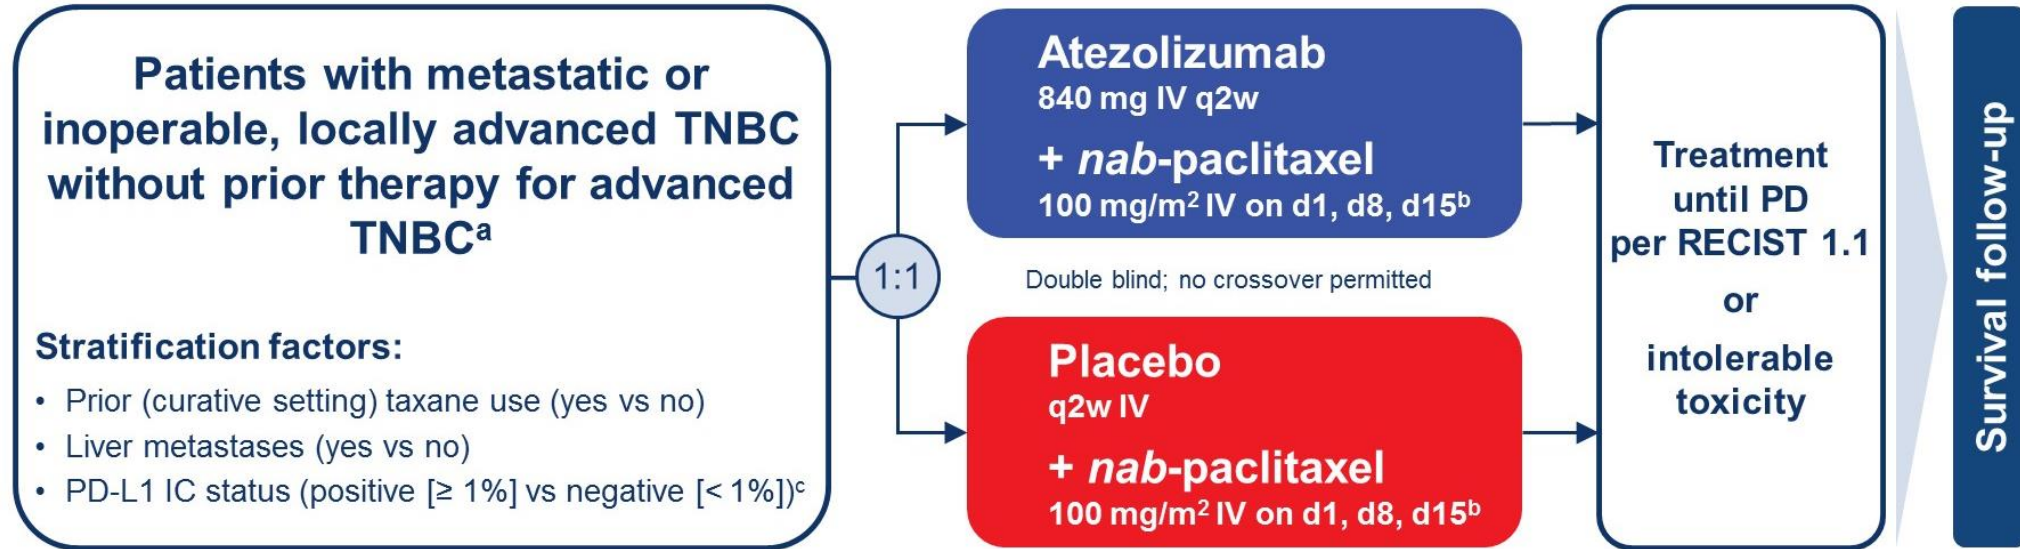 Patients with metastatic or
inoperable, locally advanced TNBC
without prior therapy for advanced
TNBCᵃ
Stratification factors:
• Prior (curative setting) taxane use (yes vs no)
• Liver metastases (yes vs no)
• PD-L1 IC status (positive [≥ 1%] vs negative [< 1%])ᶜ
1:1
Atezolizumab
840 mg IV q2w
+ nab-paclitaxel
100 mg/m² IV on d1, d8, d15ᵇ
Double blind; no crossover permitted
Placebo
q2w IV
+ nab-paclitaxel
100 mg/m² IV on d1, d8, d15ᵇ
Treatment
until PD
per RECIST 1.1
or
intolerable
toxicity
Survival follow-up